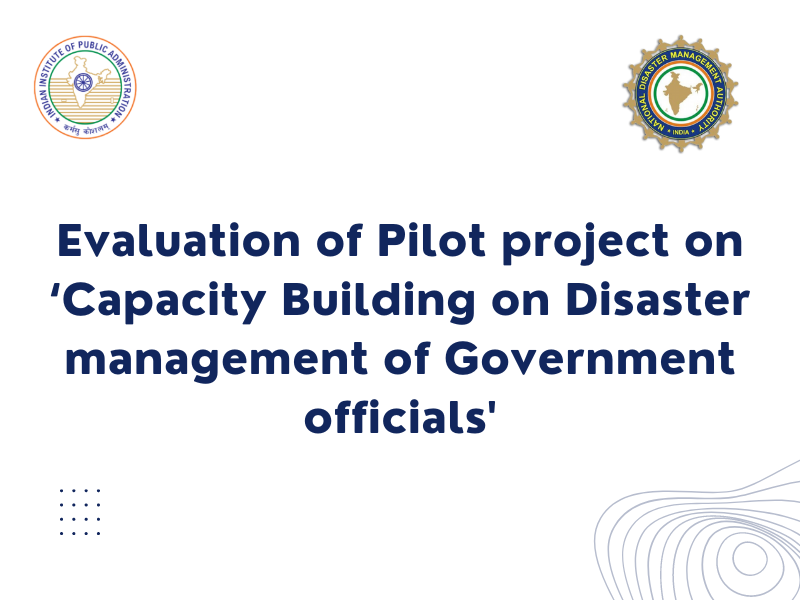 INDIAN INSTITUTE OF PUBLIC ADMINISTRATION
NATIONAL DISASTER MANAGEMENT AUTHORITY
INDIA
Evaluation of Pilot project on
‘Capacity Building on Disaster
management of Government
officials'